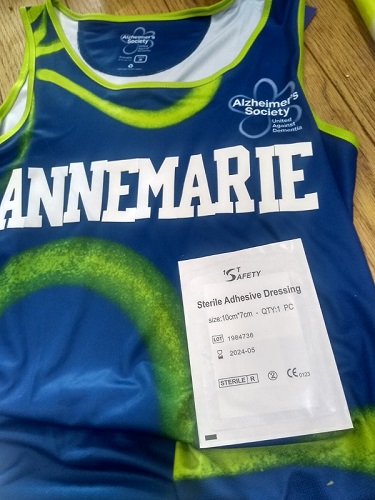 Alzheimer's
Society
Alzheimer's
Society
United
Against
Dementia
ANNEMARIE
1ST SAFETY
Sterile Adhesive Dressing
size:10cm*7cm - QTY:1 PC
LOT 1984738
2024-05
STERILE R
2
CE 0123